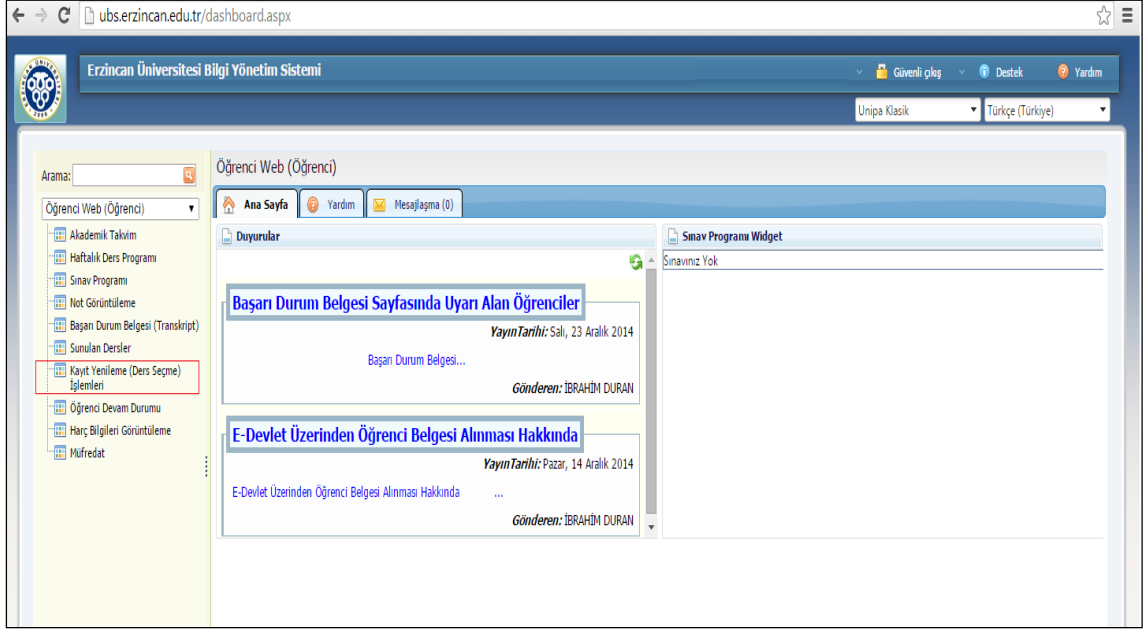 ubs.erzincan.edu.tr/dashboard.aspx
Erzincan Üniversitesi Bilgi Yönetim Sistemi
Güvenli çıkış
Destek
Yardım
Unipa Klasik
Türkçe (Türkiye)
Arama:
Öğrenci Web (Öğrenci)
Akademik Takvim
Haftalık Ders Programı
Sınav Programı
Not Görüntüleme
Başarı Durum Belgesi (Transkript)
Sunulan Dersler
Kayıt Yenileme (Ders Seçme)
İşlemleri
Öğrenci Devam Durumu
Harç Bilgileri Görüntüleme
Müfredat
Öğrenci Web (Öğrenci)
Ana Sayfa
Yardım
Mesajlaşma (0)
Duyurular
Başarı Durum Belgesi Sayfasında Uyarı Alan Öğrenciler
YayınTarihi: Salı, 23 Aralık 2014
Başarı Durum Belgesi...
Gönderen: İBRAHİM DURAN
E-Devlet Üzerinden Öğrenci Belgesi Alınması Hakkında
YayınTarihi: Pazar, 14 Aralık 2014
E-Devlet Üzerinden Öğrenci Belgesi Alınması Hakkında ...
Gönderen: İBRAHİM DURAN
Sınav Programı Widget
Sınavınız Yok